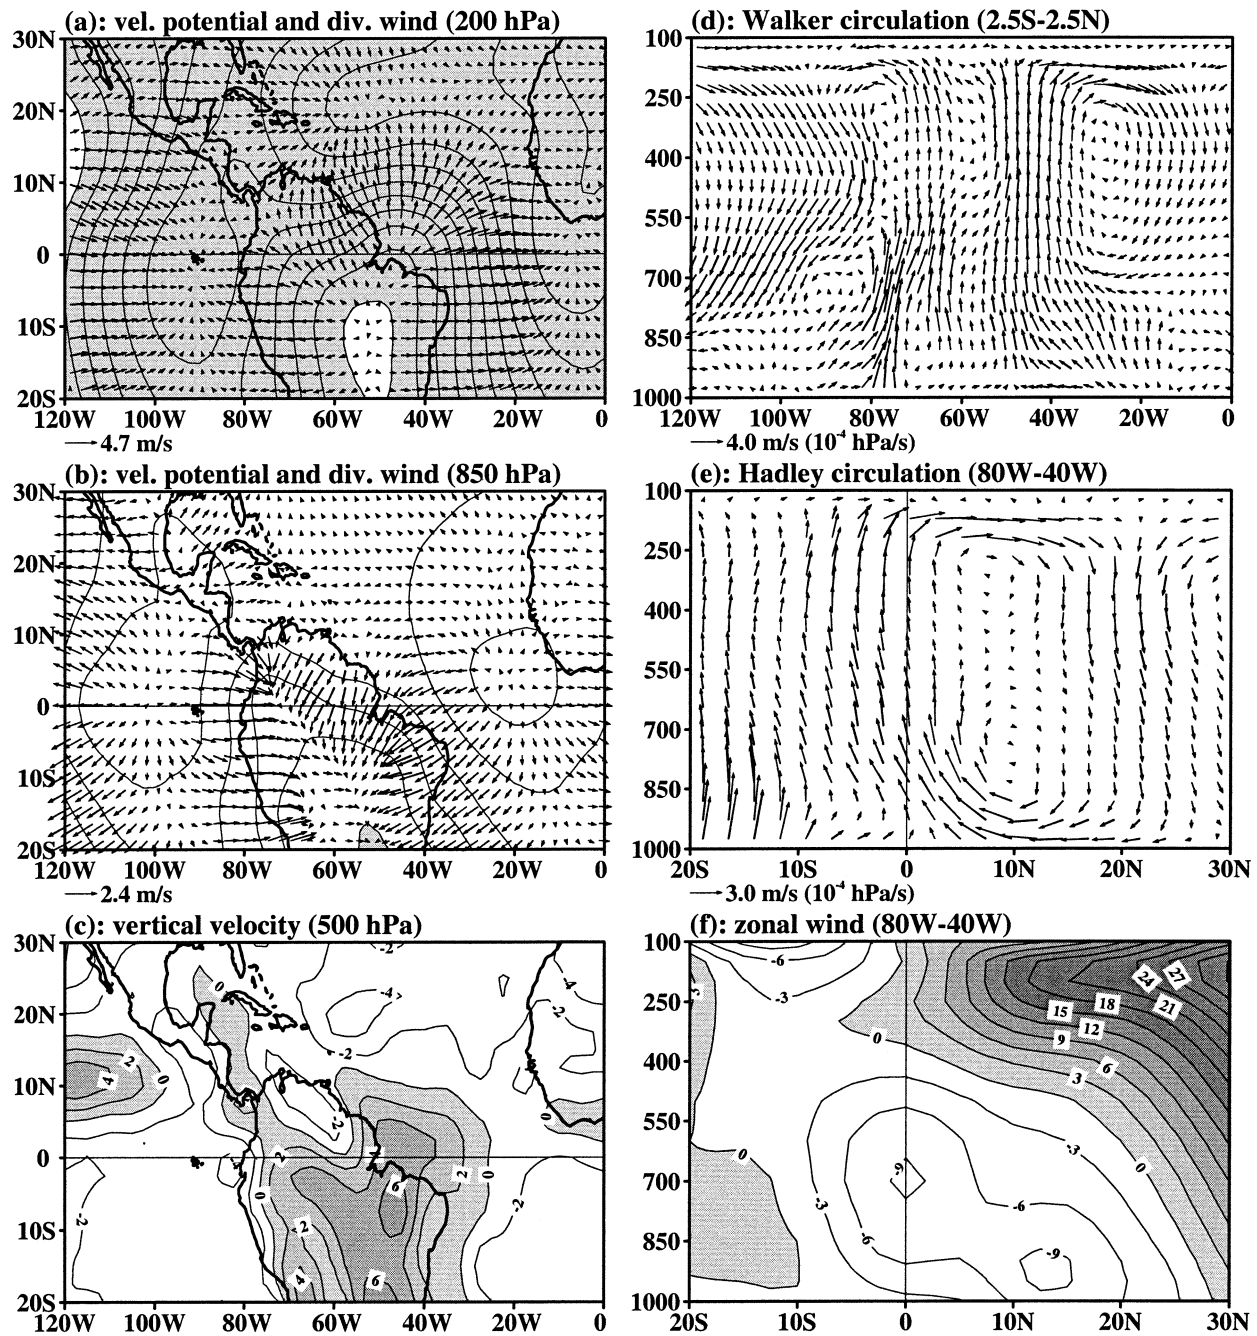 (a): vel. potential and div. wind (200 hPa)
30N
20N
10N
0
10S
20S
120W 100W 80W 60W 40W 20W 0
4.7 m/s
(b): vel. potential and div. wind (850 hPa)
30N
20N
10N
0
10S
20S
120W 100W 80W 60W 40W 20W 0
2.4 m/s
(c): vertical velocity (500 hPa)
30N
20N
10N
0
10S
20S
-2
-4
-4
-2
-2
0
2
4
0
-2
0
2
0
2
0
-2
6
2
4
6
-2
-2
120W 100W 80W 60W 40W 20W 0
(d): Walker circulation (2.5S-2.5N)
100
250
400
550
700
850
1000
120W 100W 80W 60W 40W 20W 0
4.0 m/s (10⁻⁴ hPa/s)
(e): Hadley circulation (80W-40W)
100
250
400
550
700
850
1000
20S 10S 0 10N 20N 30N
3.0 m/s (10⁻⁴ hPa/s)
(f): zonal wind (80W-40W)
100
250
400
550
700
850
1000
-6
-3
3
24 27
15 18 21
12
9
6
3
0
0
0
-3
-9
-3
-6
-6
-9
20S 10S 0 10N 20N 30N